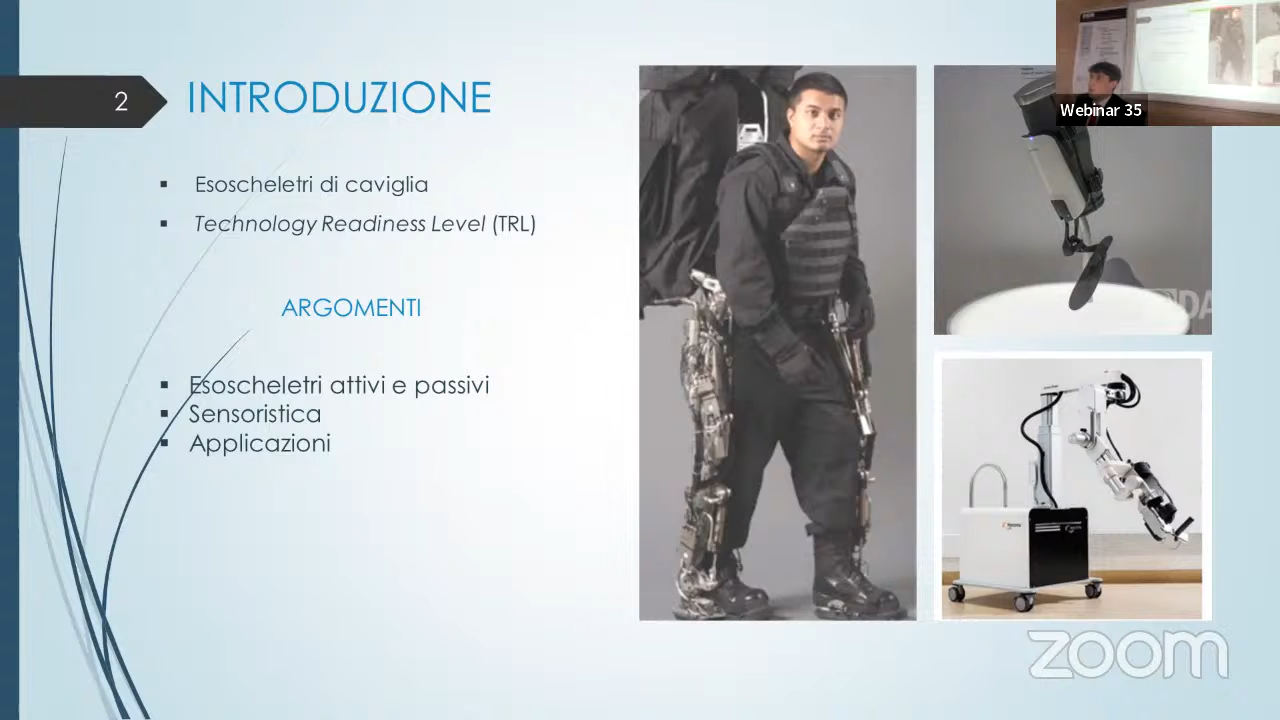 2
INTRODUZIONE
Esoscheletri di caviglia
Technology Readiness Level (TRL)
ARGOMENTI
Esoscheletri attivi e passivi
Sensoristica
Applicazioni
Webinar 35
zoom